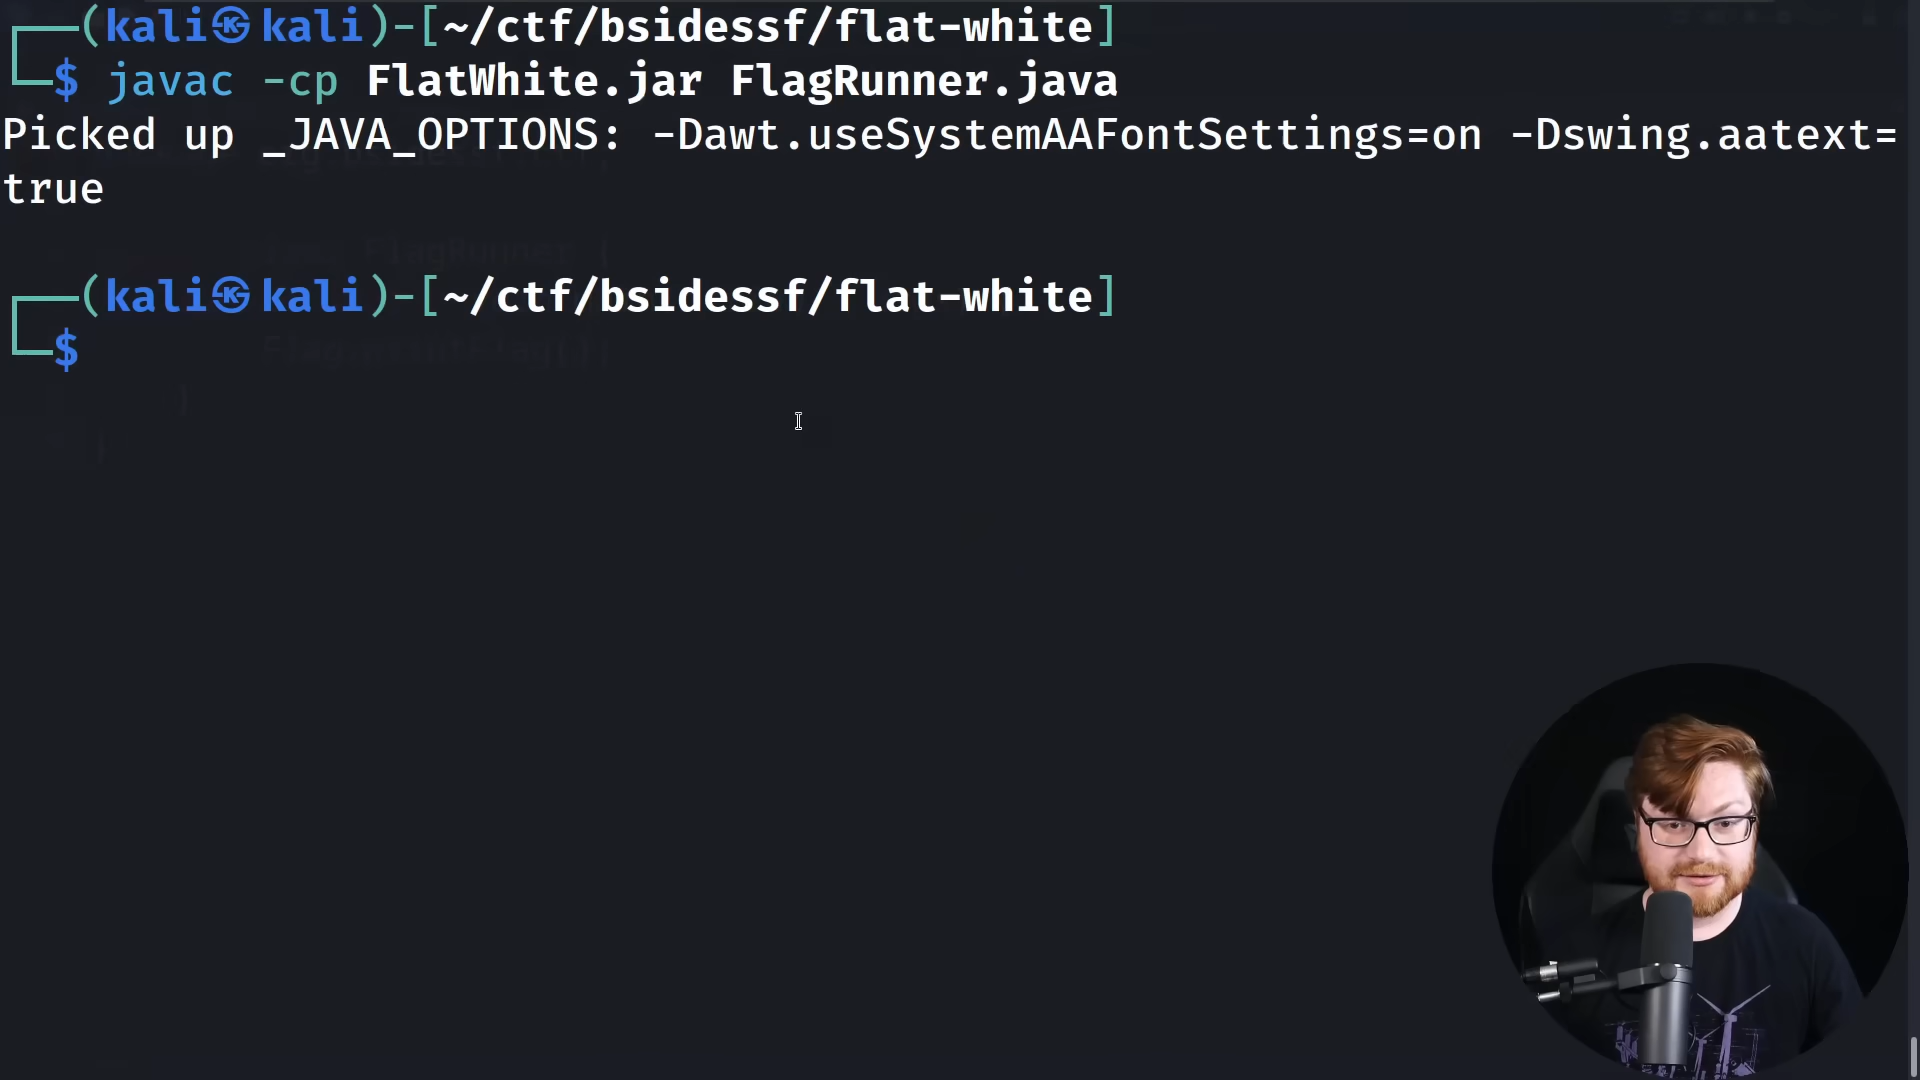 (kali㉿kali)-[~/ctf/bsidessf/flat-white]
$ javac -cp FlatWhite.jar FlagRunner.java
Picked up _JAVA_OPTIONS: -Dawt.useSystemAAFontSettings=on -Dswing.aatext=
true
(kali㉿kali)-[~/ctf/bsidessf/flat-white]
$